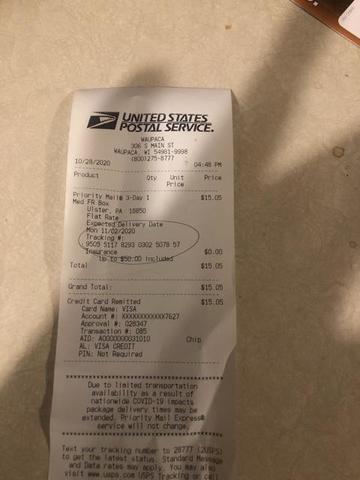 UNITED STATES
POSTAL SERVICE.
WAUPACA
306 S MAIN ST
WAUPACA, WI 54981-9998
(800)275-8777
10/28/2020 04:48 PM
Product Qty Unit Price
Price
Priority Mail® 3-Day 1 $15.05
Med FR Box
Ulster, PA 18850
Flat Rate
Expected Delivery Date
Mon 11/02/2020
Tracking #:
9505 5117 8293 0302 5078 57
Insurance $0.00
Up to $50.00 included
Total $15.05
Grand Total: $15.05
Credit Card Remitted $15.05
Card Name: VISA
Account #: XXXXXXXXXXXX7627
Approval #: 028347
Transaction #: 085
AID: A0000000031010 Chip
AL: VISA CREDIT
PIN: Not Required
Due to limited transportation
availability as a result of
nationwide COVID-19 impacts
package delivery times may be
extended. Priority Mail Express®
service will not change.
Text your tracking number to 28777 (2USPS)
to get the latest status. Standard Message
and Data rates may apply. You may also
visit www.usps.com USPS Tracking or call